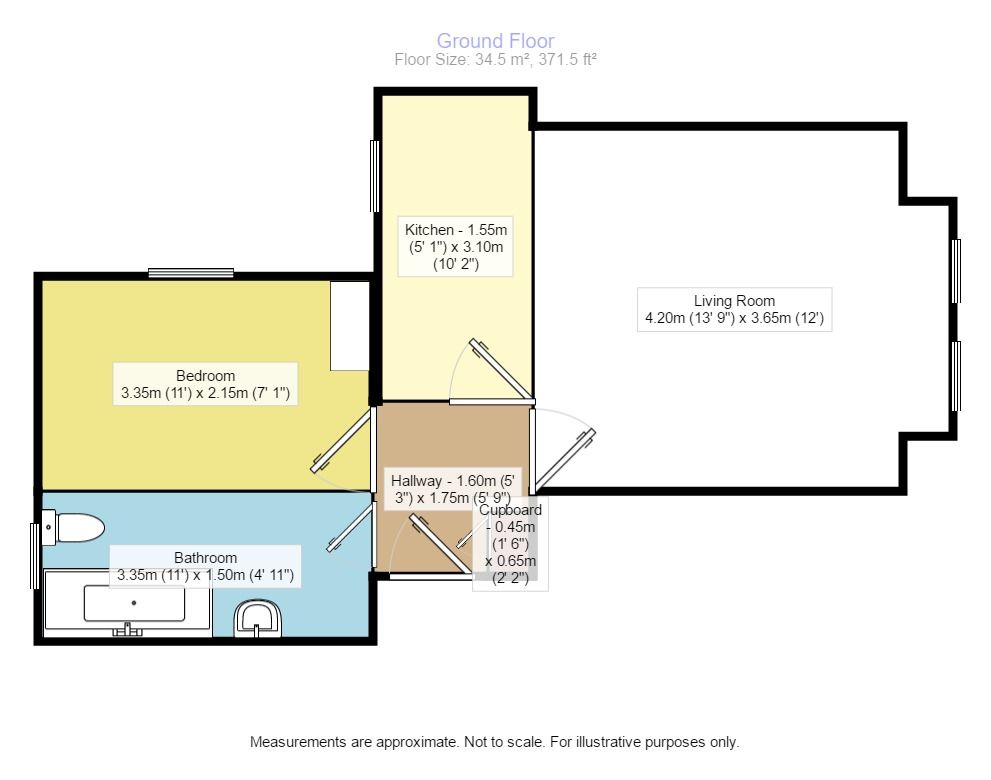 Ground Floor
Floor Size: 34.5 m², 371.5 ft²
Kitchen - 1.55m
(5' 1") x 3.10m
(10' 2")
Living Room
4.20m (13' 9") x 3.65m (12')
Bedroom
3.35m (11') x 2.15m (7' 1")
Hallway - 1.60m (5'
3") x 1.75m (5' 9")
Cupboard
- 0.45m
(1' 6")
x 0.65m
(2' 2")
Bathroom
3.35m (11') x 1.50m (4' 11")
Measurements are approximate. Not to scale. For illustrative purposes only.